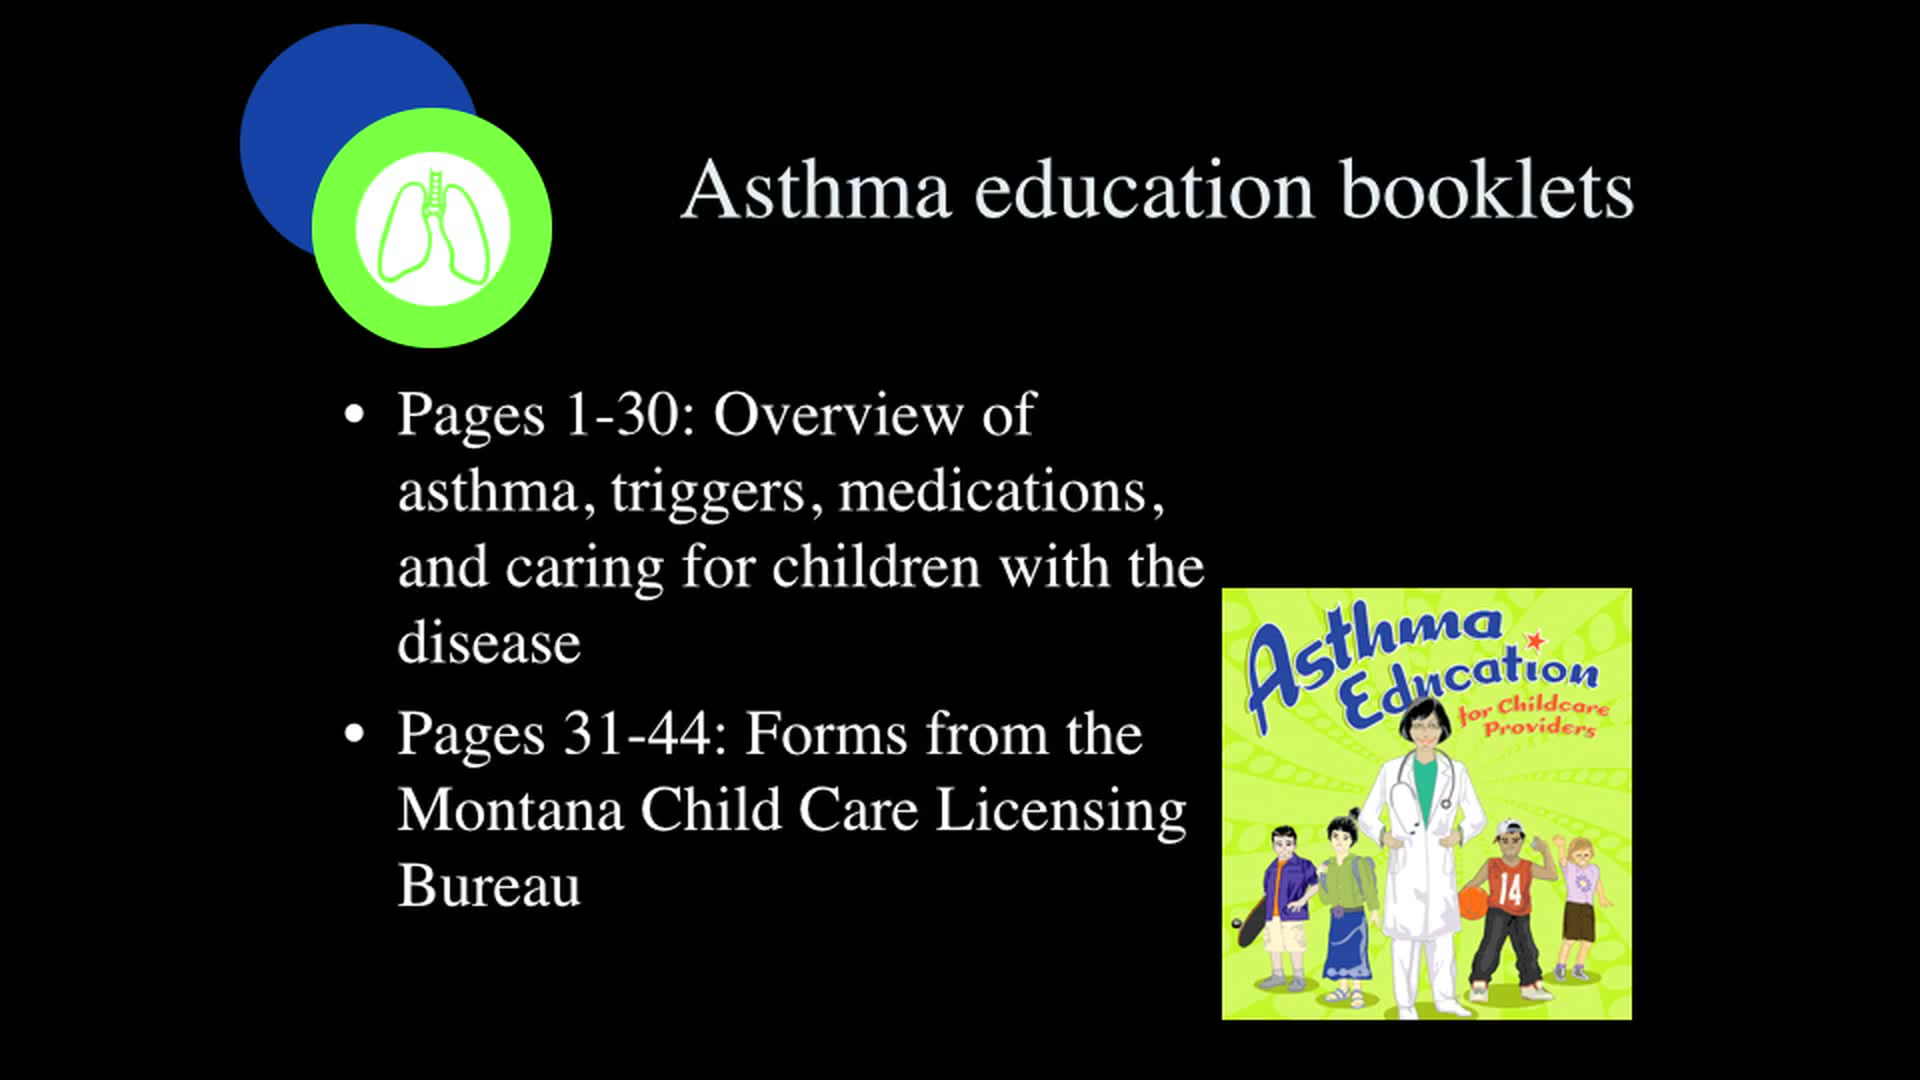 Asthma education booklets
• Pages 1-30: Overview of
asthma, triggers, medications,
and caring for children with the
disease
• Pages 31-44: Forms from the
Montana Child Care Licensing
Bureau
Asthma
Education
for Childcare
Providers
14